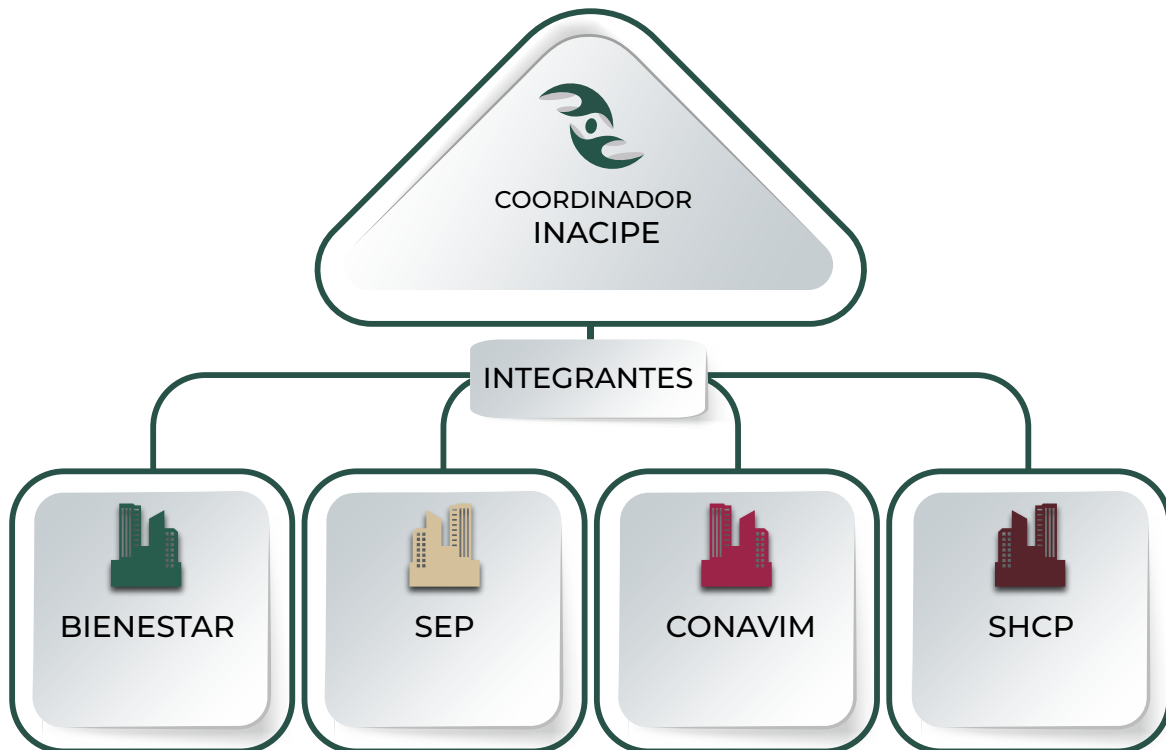 COORDINADOR
INACIPE
INTEGRANTES
BIENESTAR
SEP
CONAVIM
SHCP